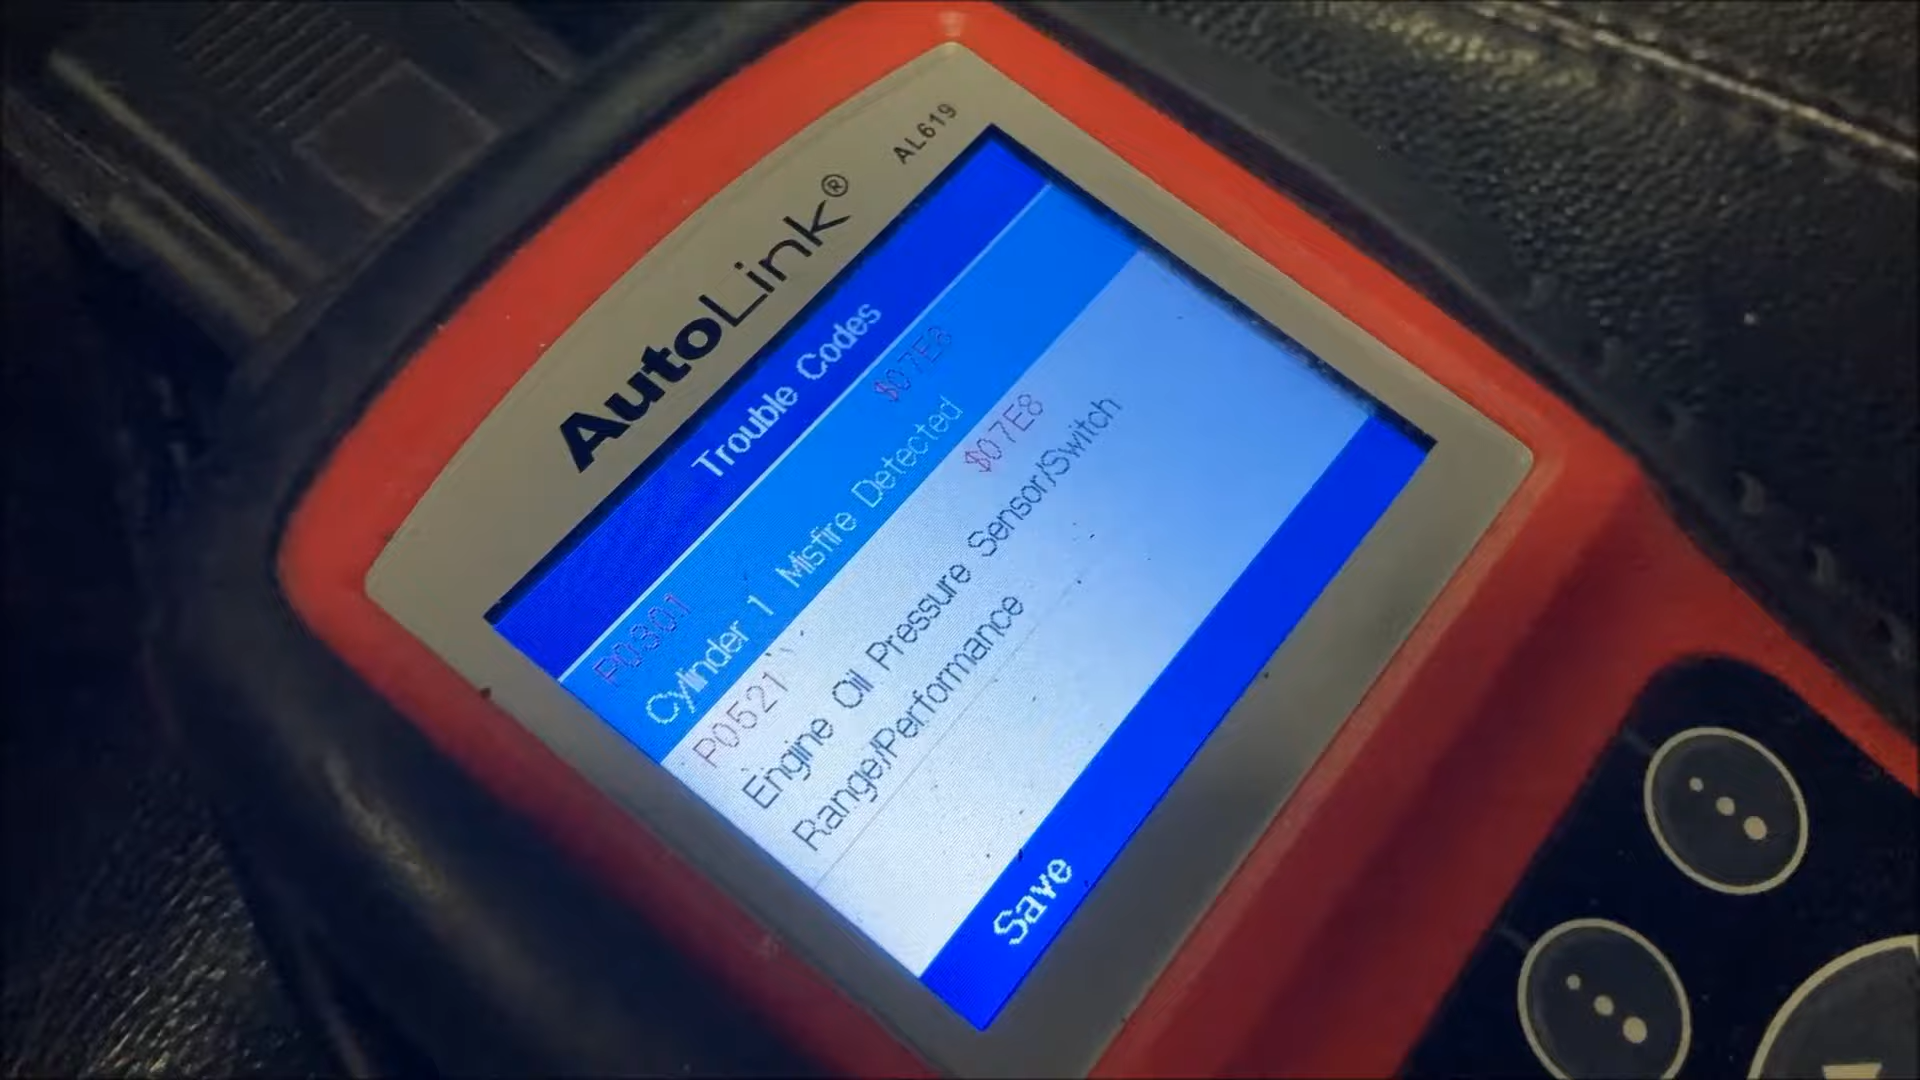 AL619
AutoLink®
Trouble Codes
P0301 $07E8
Cylinder 1 Misfire Detected
P0521 $07E8
Engine Oil Pressure Sensor/Switch
Range/Performance
Save